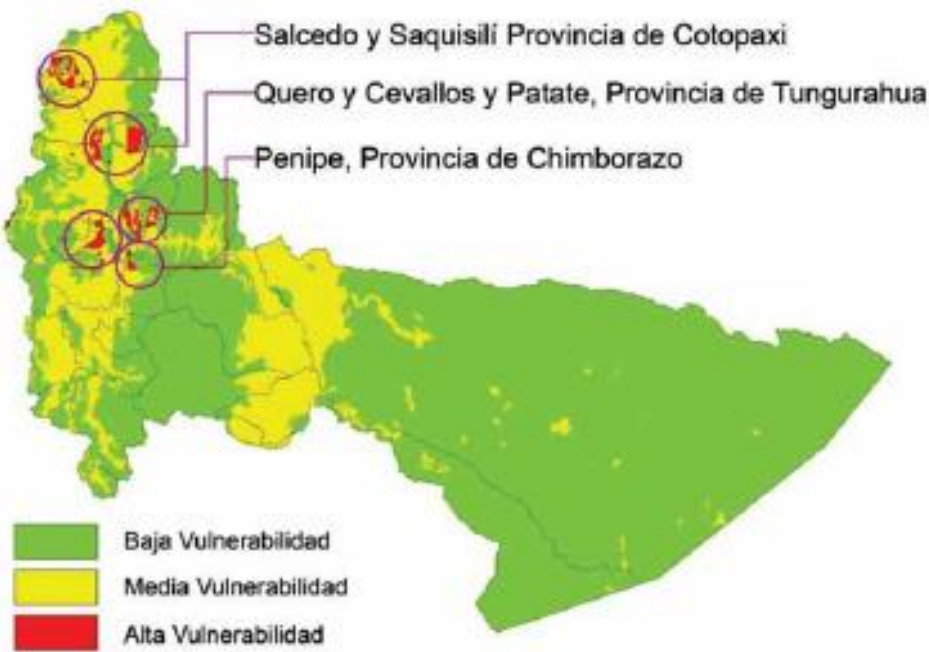 Salcedo y Saquisilí Provincia de Cotopaxi
Quero y Cevallos y Patate, Provincia de Tungurahua
Penipe, Provincia de Chimborazo
Baja Vulnerabilidad
Media Vulnerabilidad
Alta Vulnerabilidad